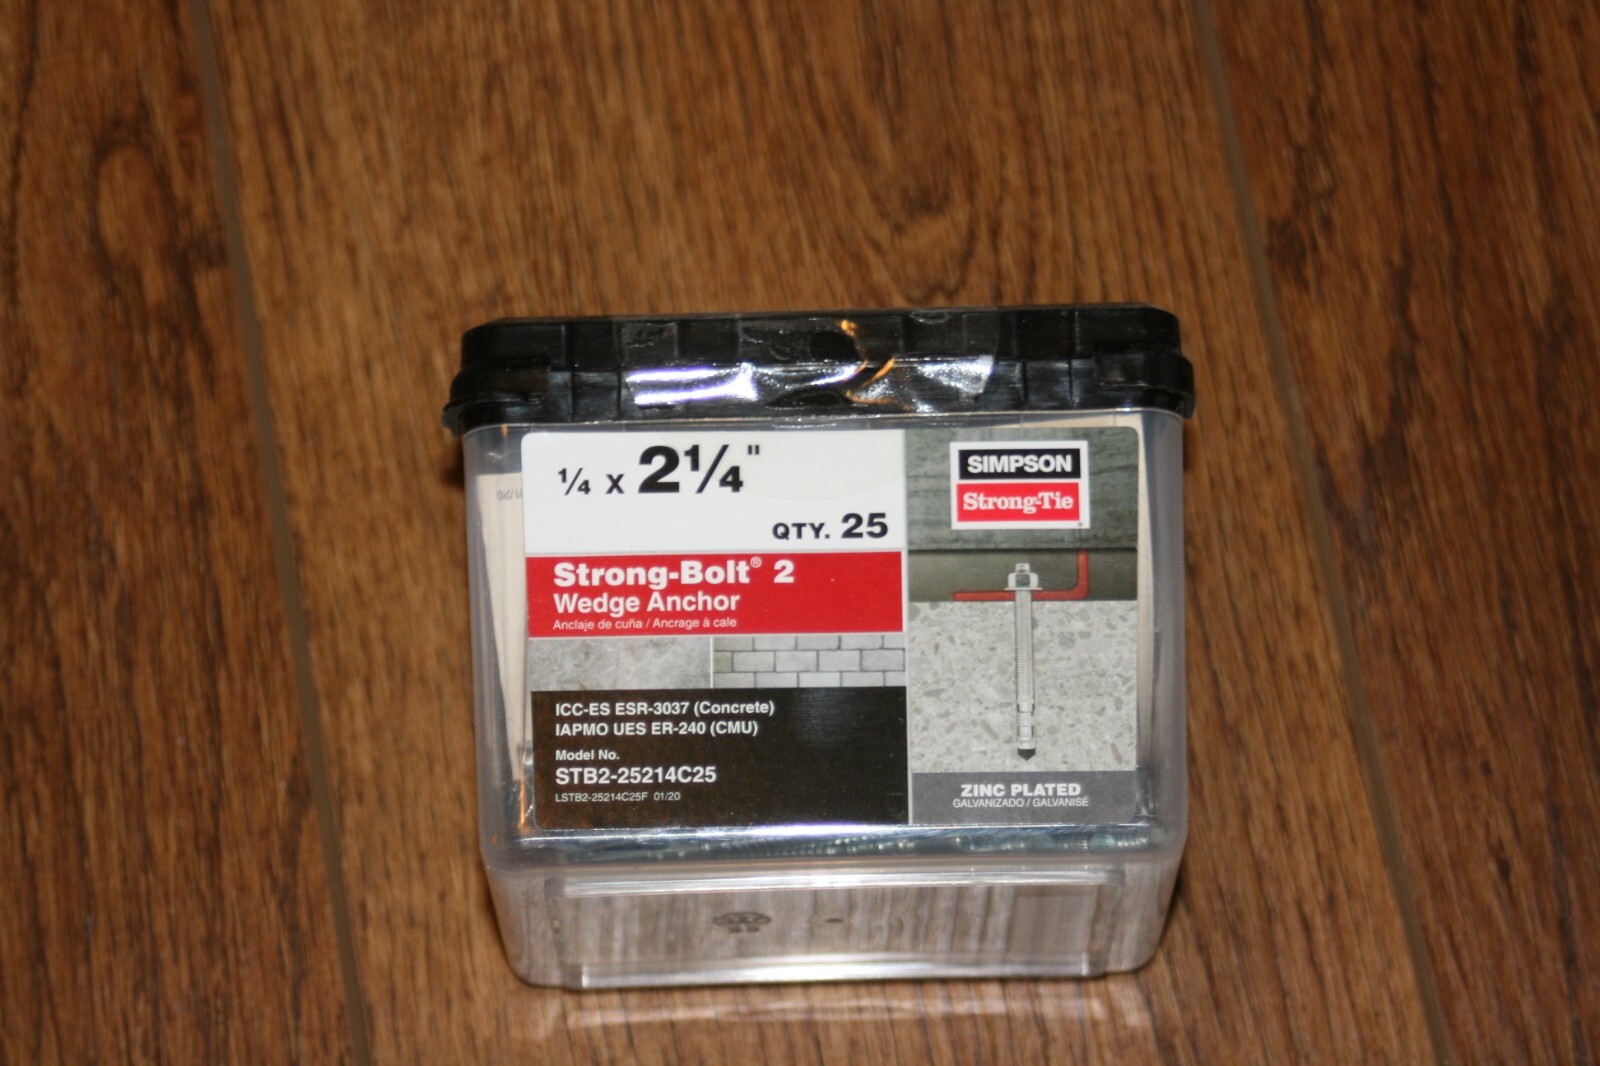 1/4 x 2 1/4"
QTY. 25
Strong-Bolt® 2
Wedge Anchor
Anclaje de cuña / Ancrage à cale
ICC-ES ESR-3037 (Concrete)
IAPMO UES ER-240 (CMU)
Model No.
STB2-25214C25
LSTB2-25214C25F 01/20
SIMPSON
Strong-Tie
ZINC PLATED
GALVANIZADO / GALVANISÉ